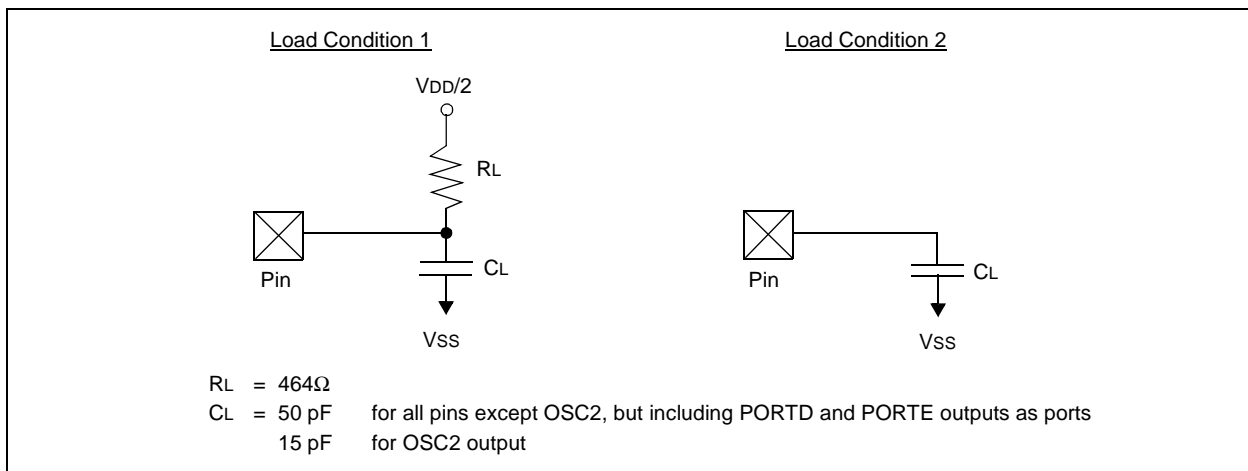 Load Condition 1
Load Condition 2
VDD/2
RL
Pin
CL
VSS
Pin
CL
VSS
RL = 464Ω
CL = 50 pF for all pins except OSC2, but including PORTD and PORTE outputs as ports
15 pF for OSC2 output